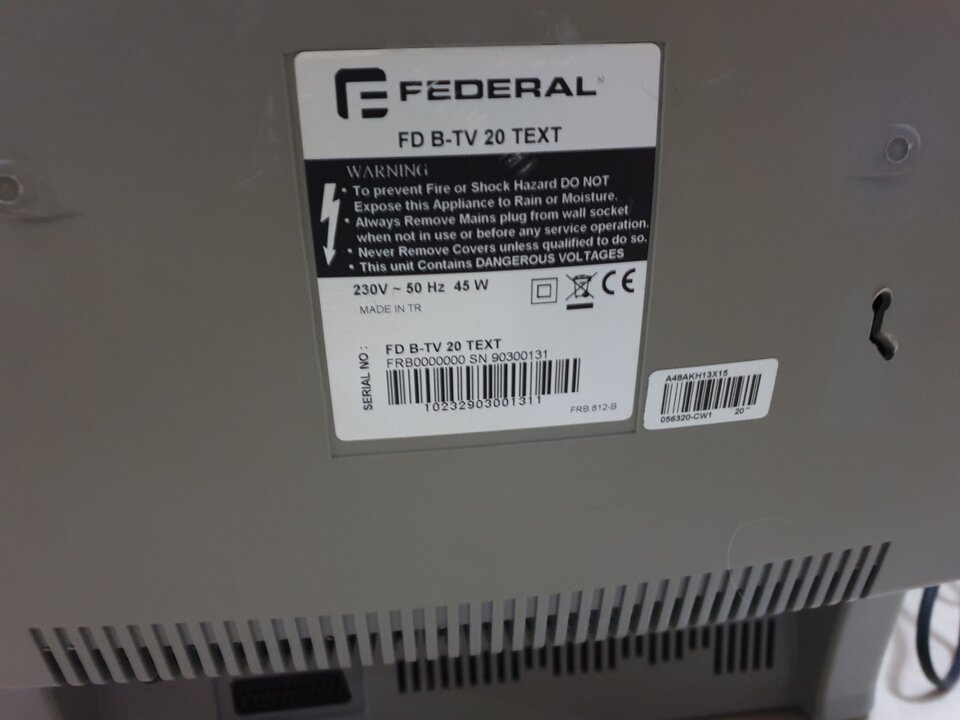 FEDERAL®
FD B-TV 20 TEXT
WARNING
• To prevent Fire or Shock Hazard DO NOT
Expose this Appliance to Rain or Moisture.
• Always Remove Mains plug from wall socket
when not in use or before any service operation.
• Never Remove Covers unless qualified to do so.
• This unit Contains DANGEROUS VOLTAGES
230V ~ 50 Hz 45 W
CE
MADE IN TR
SERIAL NO :
FD B-TV 20 TEXT
FRB0000000 SN 90300131
10232903001311
FRB.812-B
A48AKH13X15
056320-CW1 20"